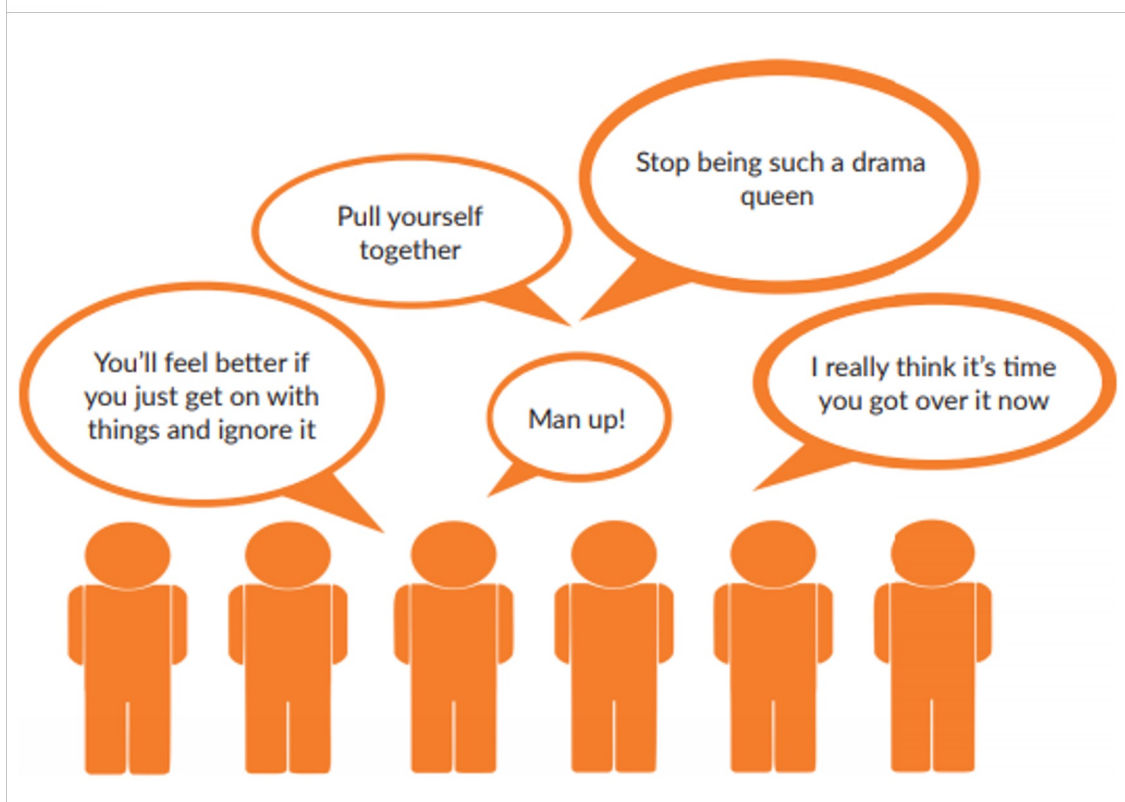 Stop being such a drama
queen
Pull yourself
together
You'll feel better if
you just get on with
things and ignore it
Man up!
I really think it's time
you got over it now